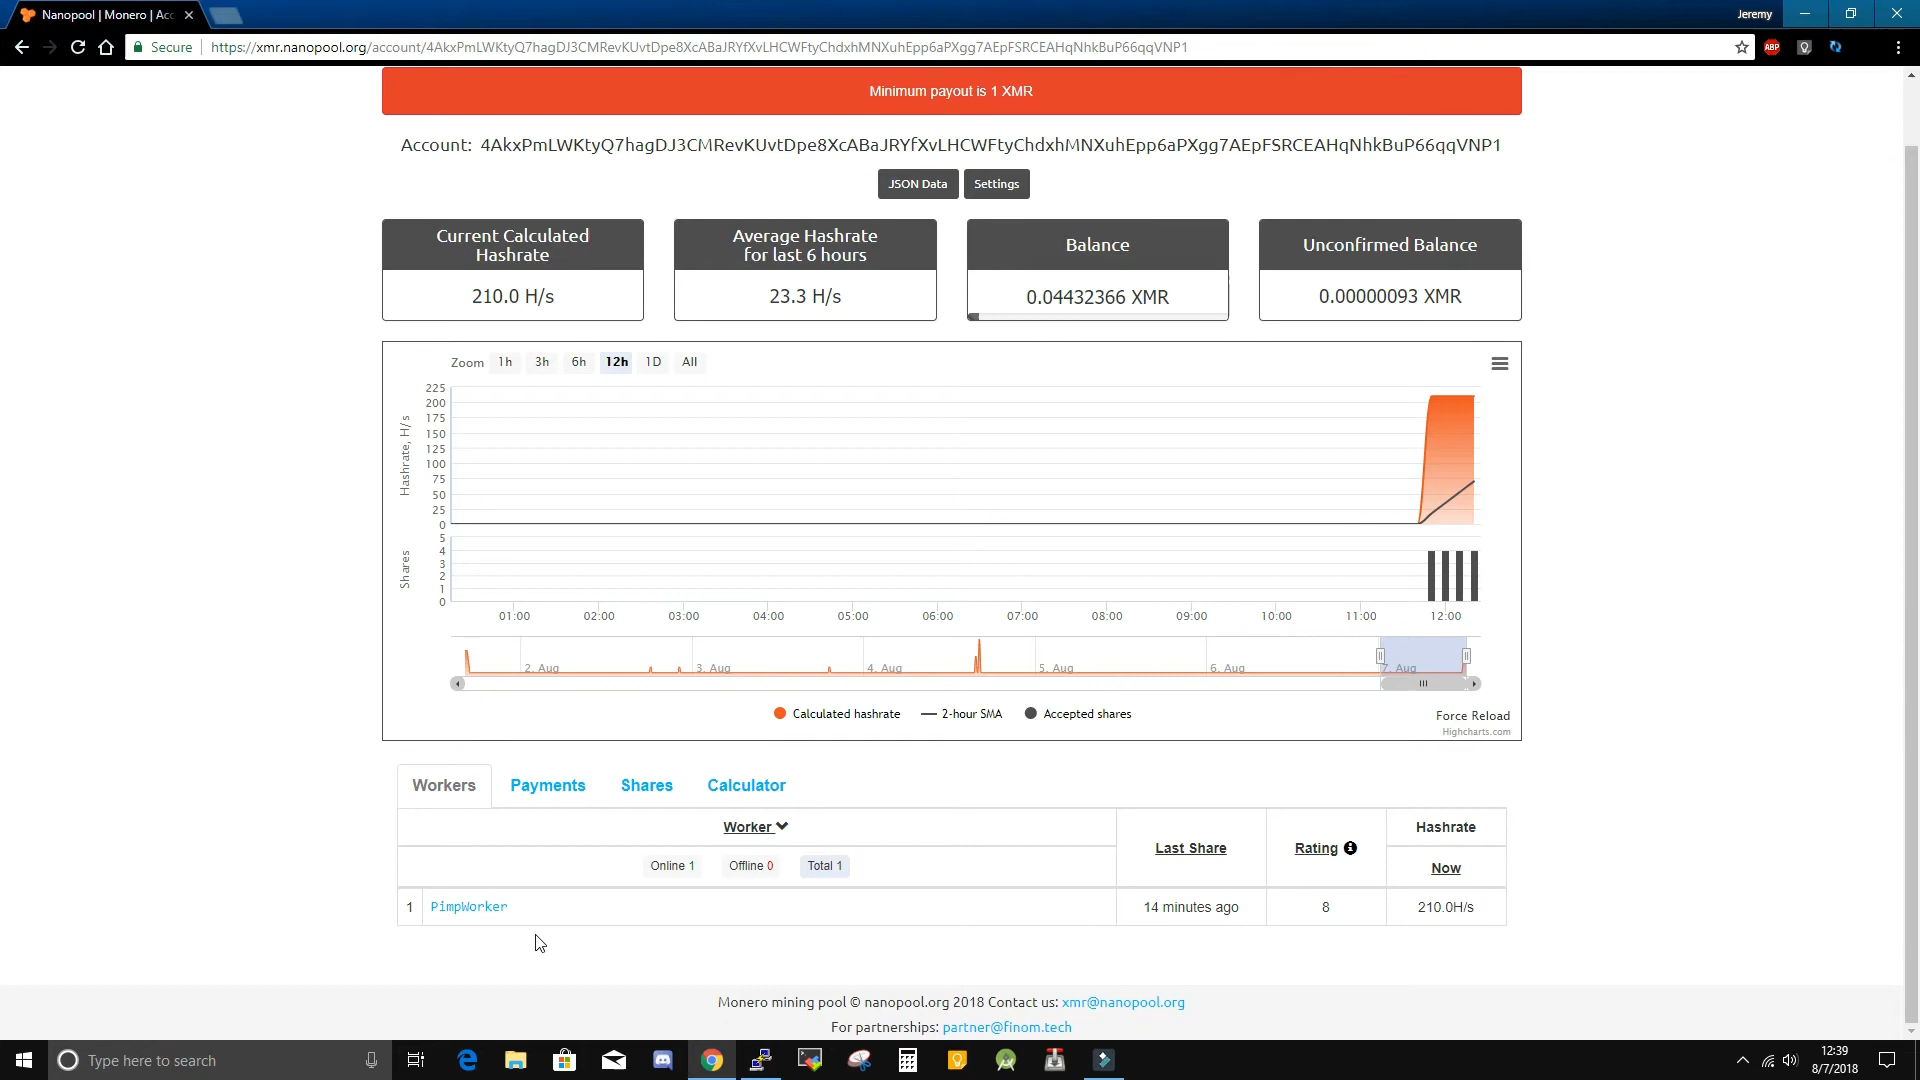 Nanopool | Monero | Acc
Jeremy
Secure
https://xmr.nanopool.org/account/4AkxPmLWKtyQ7hagDJ3CMRevKUvtDpe8XcABaJRYfXvLHCWFtyChdxhMNXuhEpp6aPXgg7AEpFSRCEAHqNhkBuP66qqVNP1
ABP
Minimum payout is 1 XMR
Account: 4AkxPmLWKtyQ7hagDJ3CMRevKUvtDpe8XcABaJRYfXvLHCWFtyChdxhMNXuhEpp6aPXgg7AEpFSRCEAHqNhkBuP66qqVNP1
JSON Data Settings
Current Calculated
Hashrate
210.0 H/s
Average Hashrate
for last 6 hours
23.3 H/s
Balance
0.04432366 XMR
Unconfirmed Balance
0.00000093 XMR
Zoom 1h 3h 6h 12h 1D All
Hashrate, H/s
225
200
175
150
125
100
75
50
25
0
Shares
5
4
3
2
1
0
01:00 02:00 03:00 04:00 05:00 06:00 07:00 08:00 09:00 10:00 11:00 12:00
2. Aug 3. Aug 4. Aug 5. Aug 6. Aug 7. Aug
Calculated hashrate 2-hour SMA Accepted shares
Force Reload
Highcharts.com
Workers Payments Shares Calculator
Worker
Online 1 Offline 0 Total 1
Last Share
Rating
Hashrate
Now
1 PimpWorker 14 minutes ago 8 210.0H/s
Monero mining pool © nanopool.org 2018 Contact us: xmr@nanopool.org
For partnerships: partner@finom.tech
Type here to search
12:39
8/7/2018